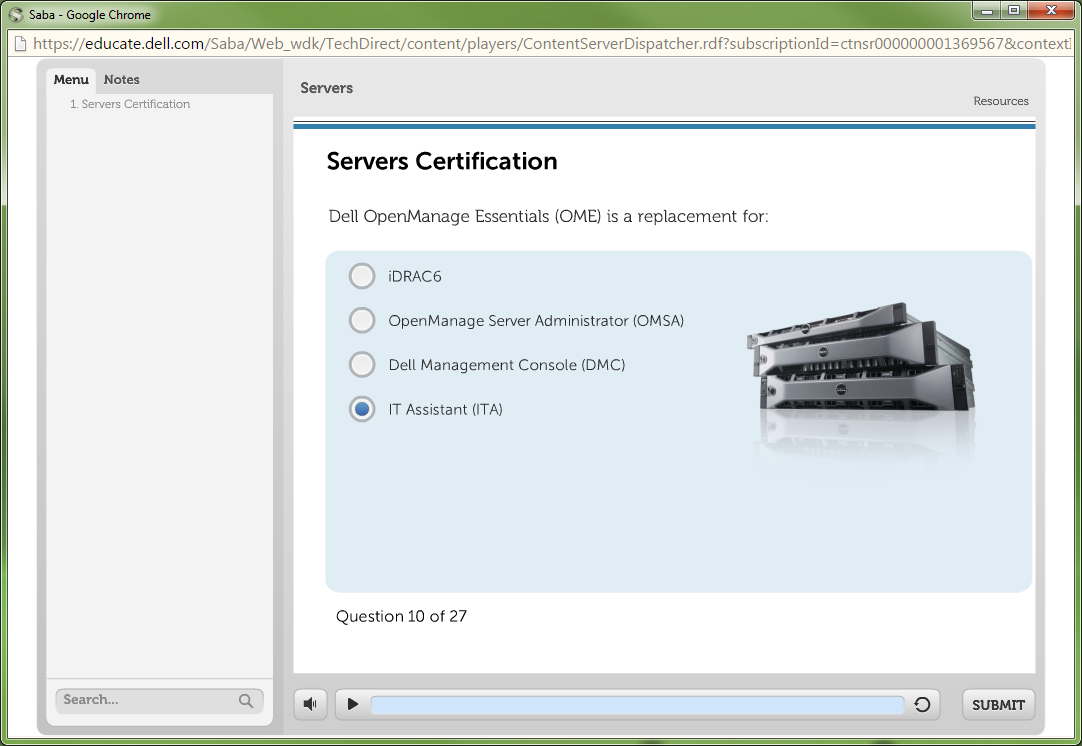 Saba - Google Chrome
https://educate.dell.com/Saba/Web_wdk/TechDirect/content/players/ContentServerDispatcher.rdf?subscriptionId=ctnsr000000001369567&context
Menu Notes
1. Servers Certification
Servers
Resources
Servers Certification
Dell OpenManage Essentials (OME) is a replacement for:
iDRAC6
OpenManage Server Administrator (OMSA)
Dell Management Console (DMC)
IT Assistant (ITA)
Question 10 of 27
Search...
SUBMIT